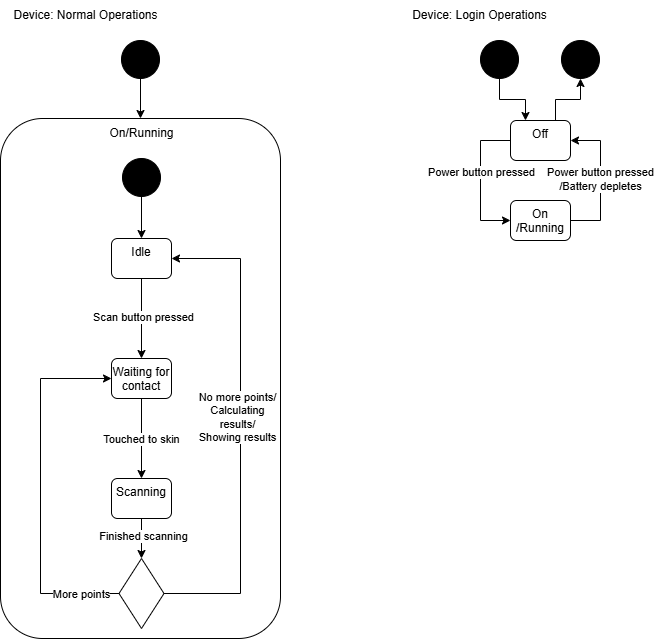 Device: Normal Operations
On/Running
Idle
Scan button pressed
Waiting for
contact
Touched to skin
Scanning
Finished scanning
More points
No more points/
Calculating
results/
Showing results
Device: Login Operations
Off
Power button pressed
Power button pressed
/Battery depletes
On
/Running